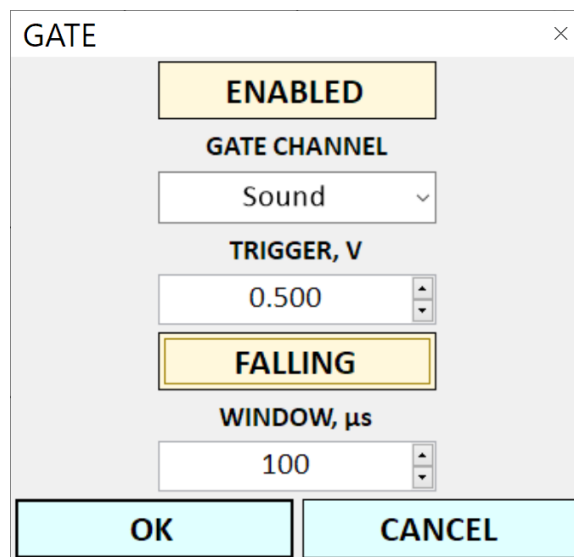 GATE
ENABLED
GATE CHANNEL
Sound
TRIGGER, V
0.500
FALLING
WINDOW, µs
100
OK CANCEL